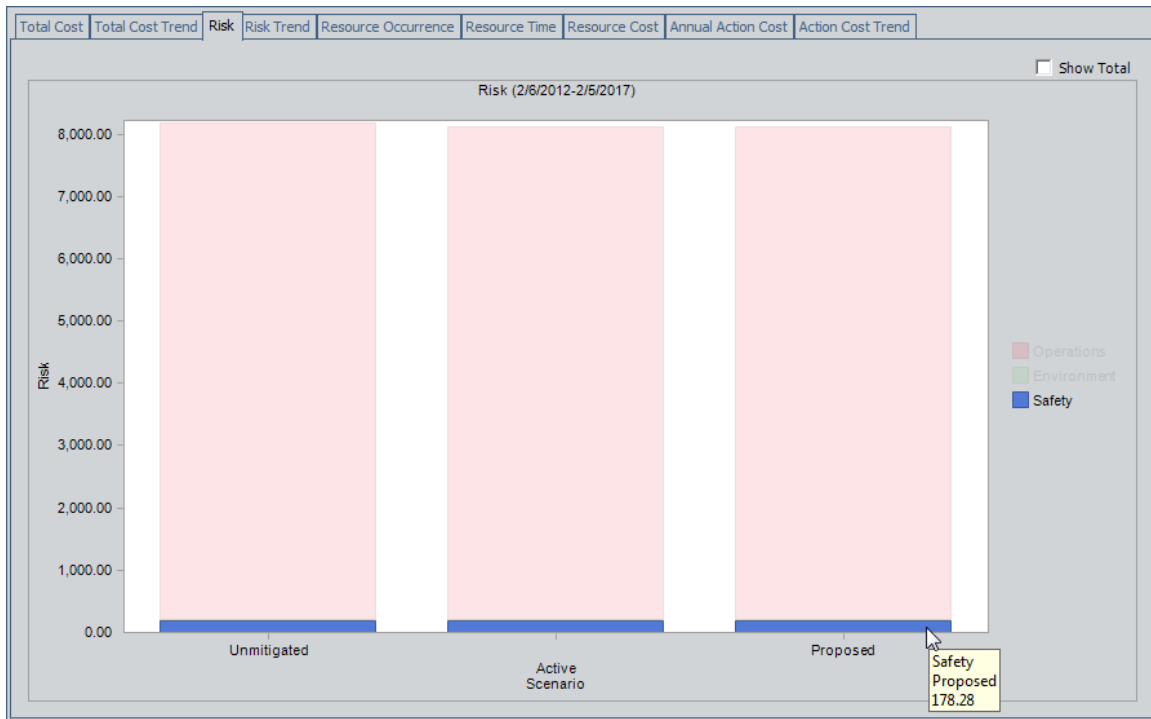 Total Cost Total Cost Trend Risk Risk Trend Resource Occurrence Resource Time Resource Cost Annual Action Cost Action Cost Trend
Show Total
Risk (2/6/2012-2/5/2017)
8,000.00
7,000.00
6,000.00
5,000.00
4,000.00
3,000.00
2,000.00
1,000.00
0.00
Risk
Operations
Environment
Safety
Unmitigated
Active
Proposed
Scenario
Safety
Proposed
178.28